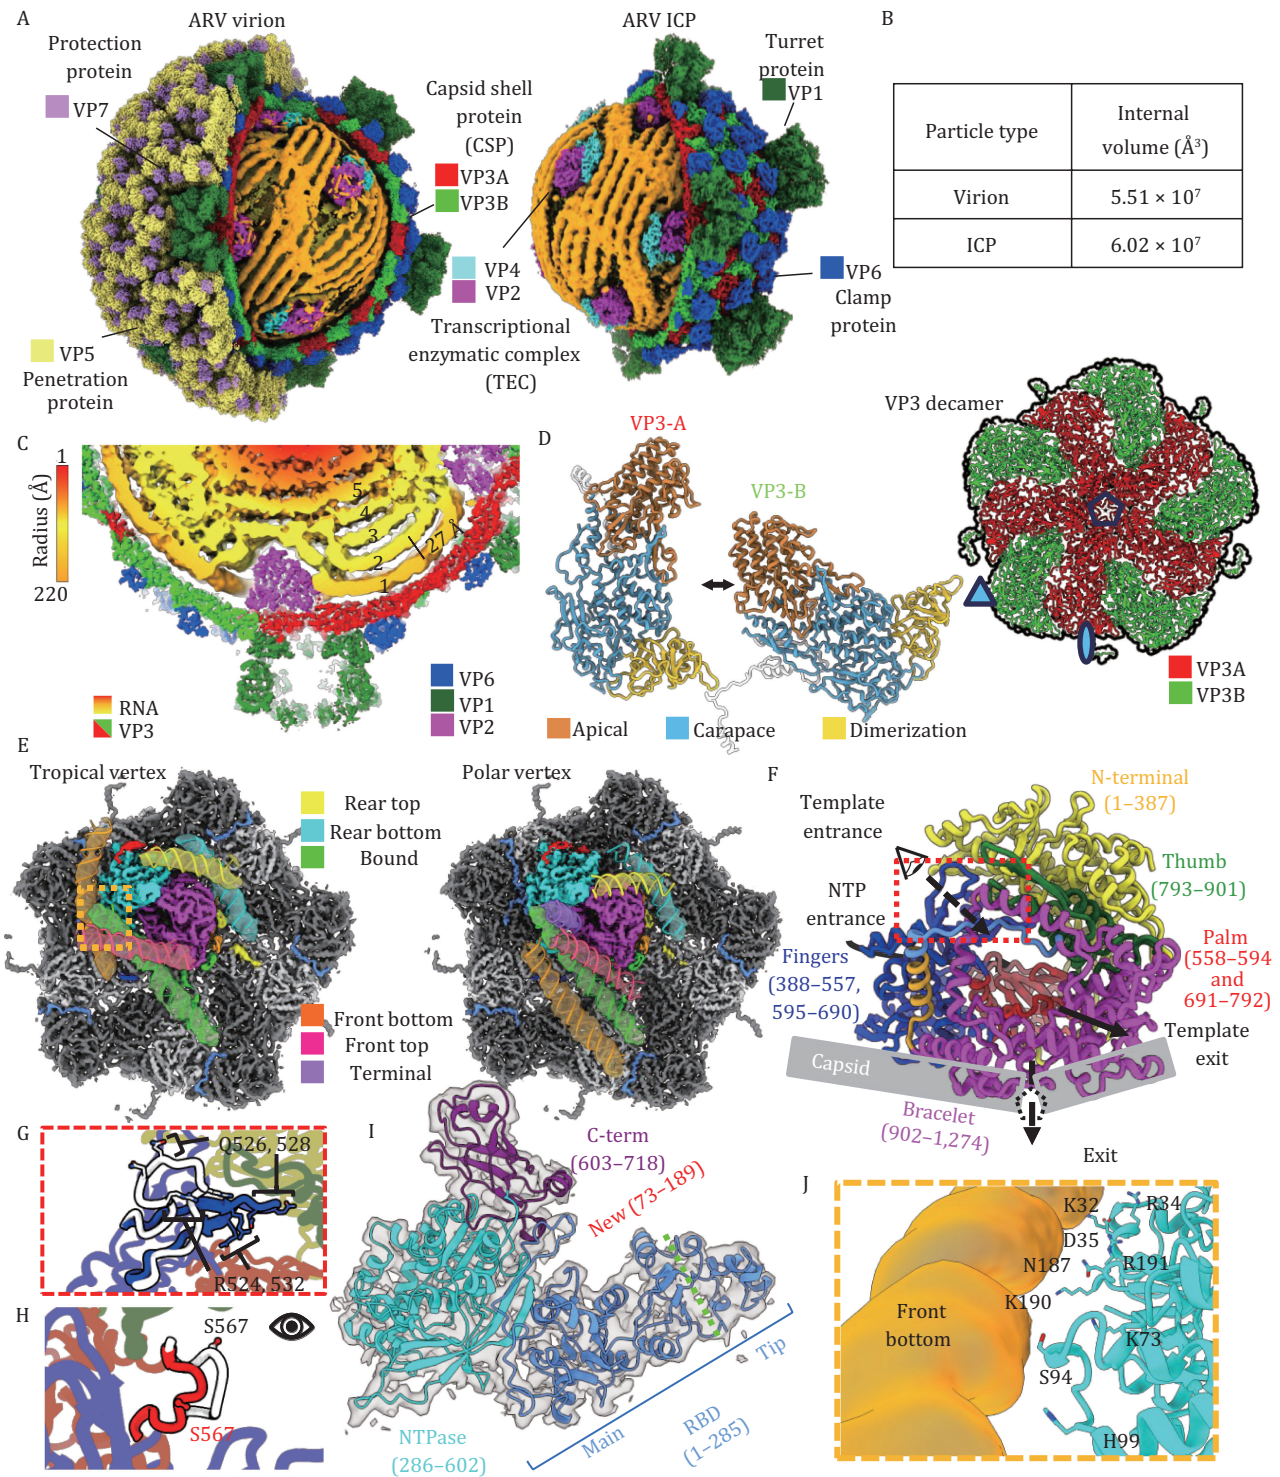 A
ARV virion
Protection
protein
VP7
Capsid shell
protein
(CSP)
VP3A
VP3B
VP4
VP2
Transcriptional
enzymatic complex
(TEC)
VP5
Penetration
protein
ARV ICP
Turret
protein
VP1
VP6
Clamp
protein
B
Particle type
Internal
volume (Å³)
Virion
5.51 × 10⁷
ICP
6.02 × 10⁷
C
1
Radius (Å)
220
5
4
3
2
1
27 Å
RNA
VP3
VP6
VP1
VP2
D
VP3-A
VP3-B
Apical
Carapace
Dimerization
VP3 decamer
VP3A
VP3B
E
Tropical vertex
Polar vertex
Rear top
Rear bottom
Bound
Front bottom
Front top
Terminal
F
N-terminal
(1–387)
Template
entrance
Thumb
(793–901)
NTP
entrance
Fingers
(388–557,
595–690)
Palm
(558–594
and
691–792)
Template
exit
Capsid
Bracelet
(902–1,274)
Exit
G
Q526, 528
R524, 532
H
S567
S567
I
C-term
(603–718)
New (73–189)
NTPase
(286–602)
Main
Tip
RBD
(1–285)
J
K32
R34
D35
N187
R191
K190
Front
bottom
K73
S94
H99